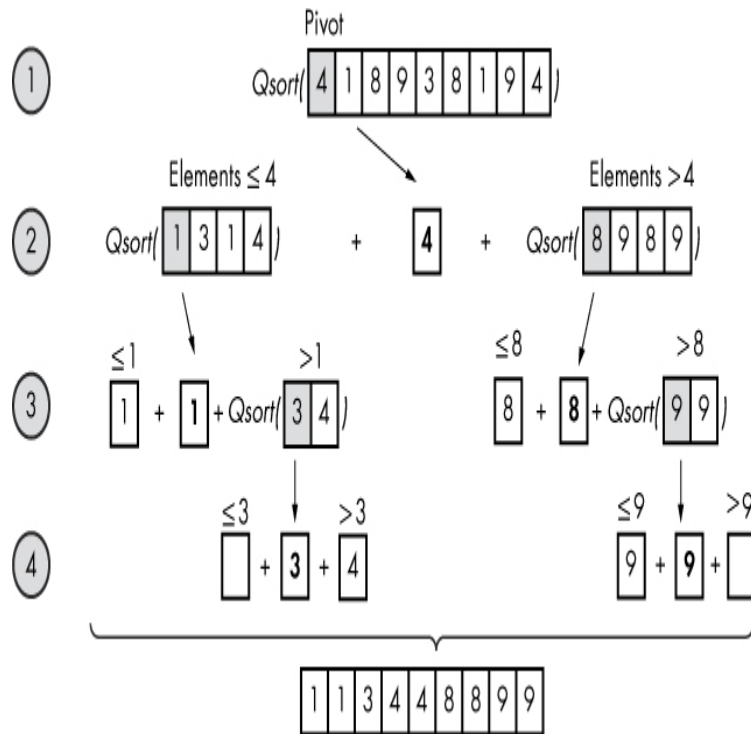 Pivot
1 Qsort( 4 1 8 9 3 8 1 9 4 )
Elements ≤ 4 Elements > 4
2 Qsort( 1 3 1 4 ) + 4 + Qsort( 8 9 8 9 )
≤1 >1 ≤8 >8
3 1 + 1 + Qsort( 3 4 ) 8 + 8 + Qsort( 9 9 )
≤3 >3 ≤9 >9
4 + 3 + 4 9 + 9 +
1 1 3 4 4 8 8 9 9